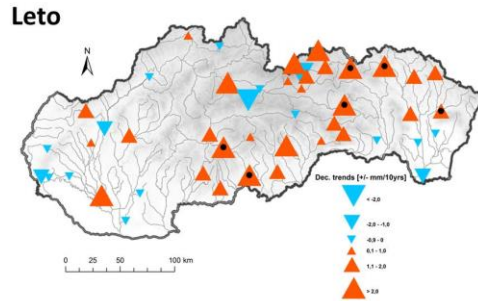 Leto
N
Dec. trends [+/- mm/10yrs]
< -2,0
-2,0 - -1,0
-0,9 - 0
0,1 - 1,0
1,1 - 2,0
> 2,0
0 25 50 100 km